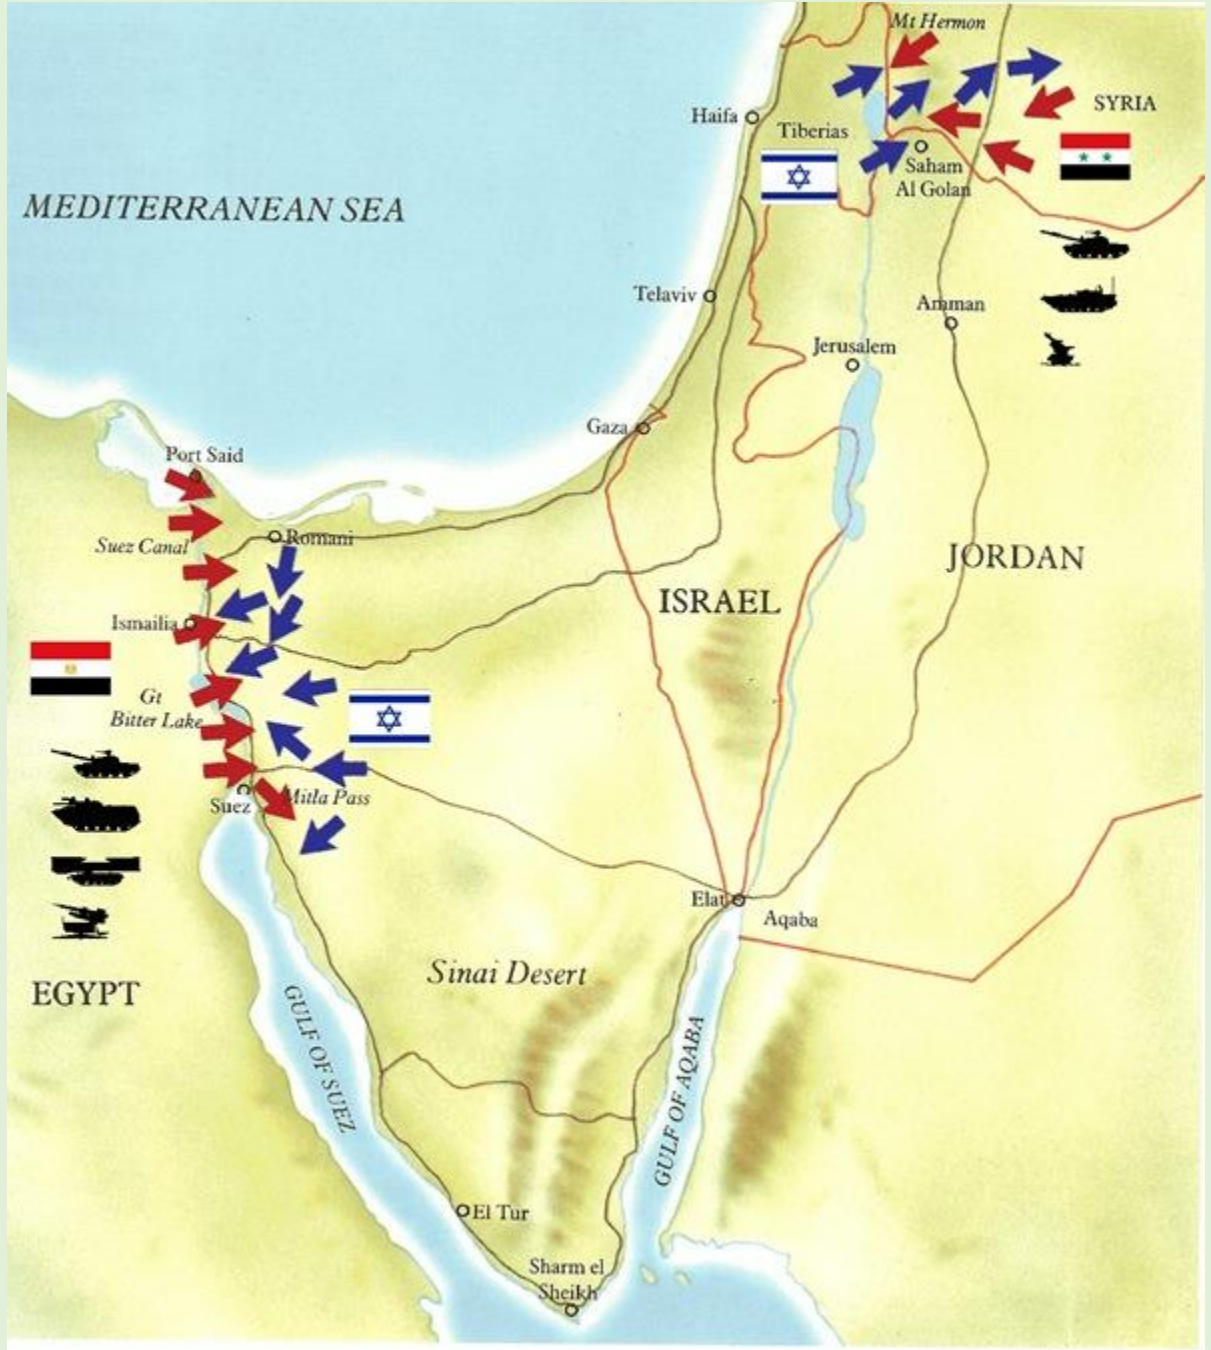 Mt Hermon
SYRIA
Haifa
Tiberias
Saham
Al Golan
MEDITERRANEAN SEA
Telaviv
Amman
Jerusalem
Gaza
Port Said
Suez Canal
Romani
JORDAN
ISRAEL
Ismailia
Gt
Bitter Lake
Mitla Pass
Suez
Elat
Aqaba
Sinai Desert
EGYPT
GULF OF SUEZ
GULF OF AQABA
El Tur
Sharm el
Sheikh